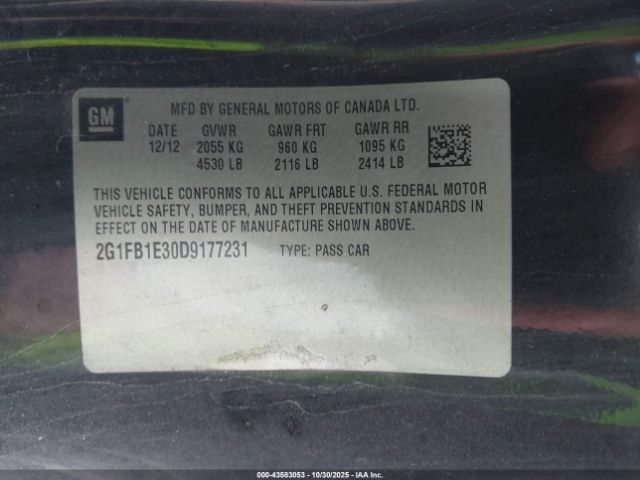 GM
MFD BY GENERAL MOTORS OF CANADA LTD.
DATE GVWR GAWR FRT GAWR RR
12/12 2055 KG 960 KG 1095 KG
4530 LB 2116 LB 2414 LB
THIS VEHICLE CONFORMS TO ALL APPLICABLE U.S. FEDERAL MOTOR
VEHICLE SAFETY, BUMPER, AND THEFT PREVENTION STANDARDS IN
EFFECT ON THE DATE OF MANUFACTURE SHOWN ABOVE.
2G1FB1E30D9177231 TYPE: PASS CAR
000-43583053 - 10/30/2025 - IAA Inc.